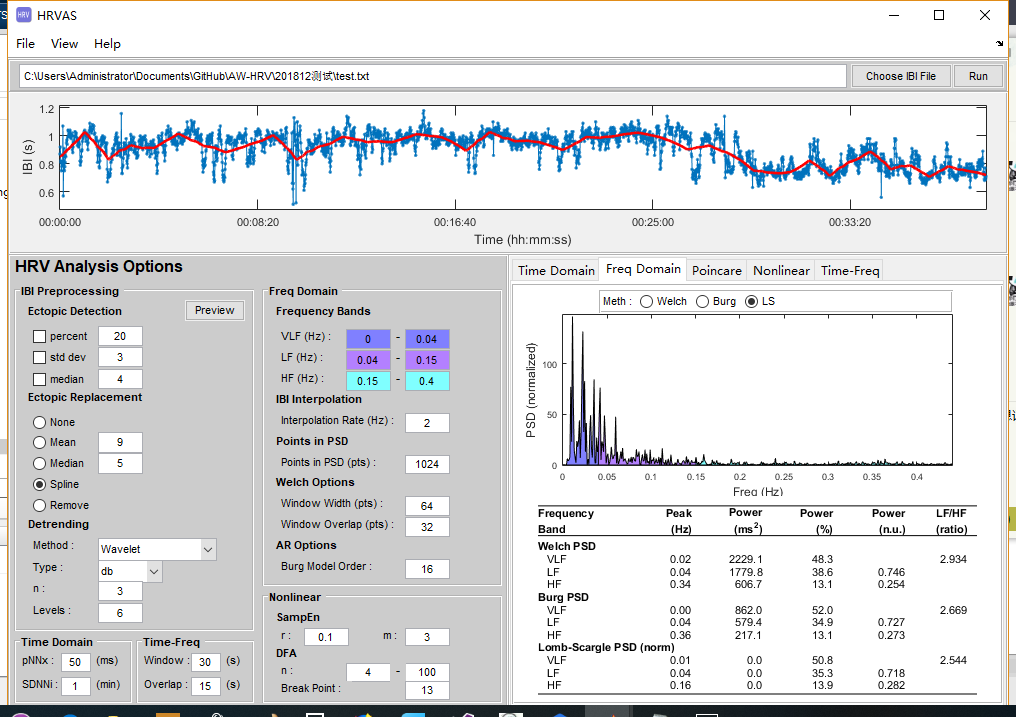 HRV HRVAS
File View Help
C:\Users\Administrator\Documents\GitHub\AW-HRV\201812测试\test.txt Choose IBI File Run
1.2
1
0.8
0.6
IBI (s)
00:00:00 00:08:20 00:16:40 00:25:00 00:33:20
Time (hh:mm:ss)
HRV Analysis Options
IBI Preprocessing
Ectopic Detection Preview
percent 20
std dev 3
median 4
Ectopic Replacement
None
Mean 9
Median 5
Spline
Remove
Detrending
Method : Wavelet
Type : db
n : 3
Levels : 6
Time Domain
pNNx : 50 (ms)
SDNNi : 1 (min)
Time-Freq
Window : 30 (s)
Overlap : 15 (s)
Freq Domain
Frequency Bands
VLF (Hz) : 0 - 0.04
LF (Hz) : 0.04 - 0.15
HF (Hz) : 0.15 - 0.4
IBI Interpolation
Interpolation Rate (Hz) : 2
Points in PSD
Points in PSD (pts) : 1024
Welch Options
Window Width (pts) : 64
Window Overlap (pts) : 32
AR Options
Burg Model Order : 16
Nonlinear
SampEn
r : 0.1 m : 3
DFA
n : 4 - 100
Break Point : 13
Time Domain Freq Domain Poincare Nonlinear Time-Freq
Meth : Welch Burg LS
100
50
0
PSD (normalized)
0 0.05 0.1 0.15 0.2 0.25 0.3 0.35 0.4
Freq (Hz)
Frequency Peak Power Power Power LF/HF
Band (Hz) (ms2) (%) (n.u.) (ratio)
Welch PSD
VLF 0.02 2229.1 48.3 2.934
LF 0.04 1779.8 38.6 0.746
HF 0.34 606.7 13.1 0.254
Burg PSD
VLF 0.00 862.0 52.0 2.669
LF 0.04 579.4 34.9 0.727
HF 0.36 217.1 13.1 0.273
Lomb-Scargle PSD (norm)
VLF 0.01 0.0 50.8 2.544
LF 0.04 0.0 35.3 0.718
HF 0.16 0.0 13.9 0.282